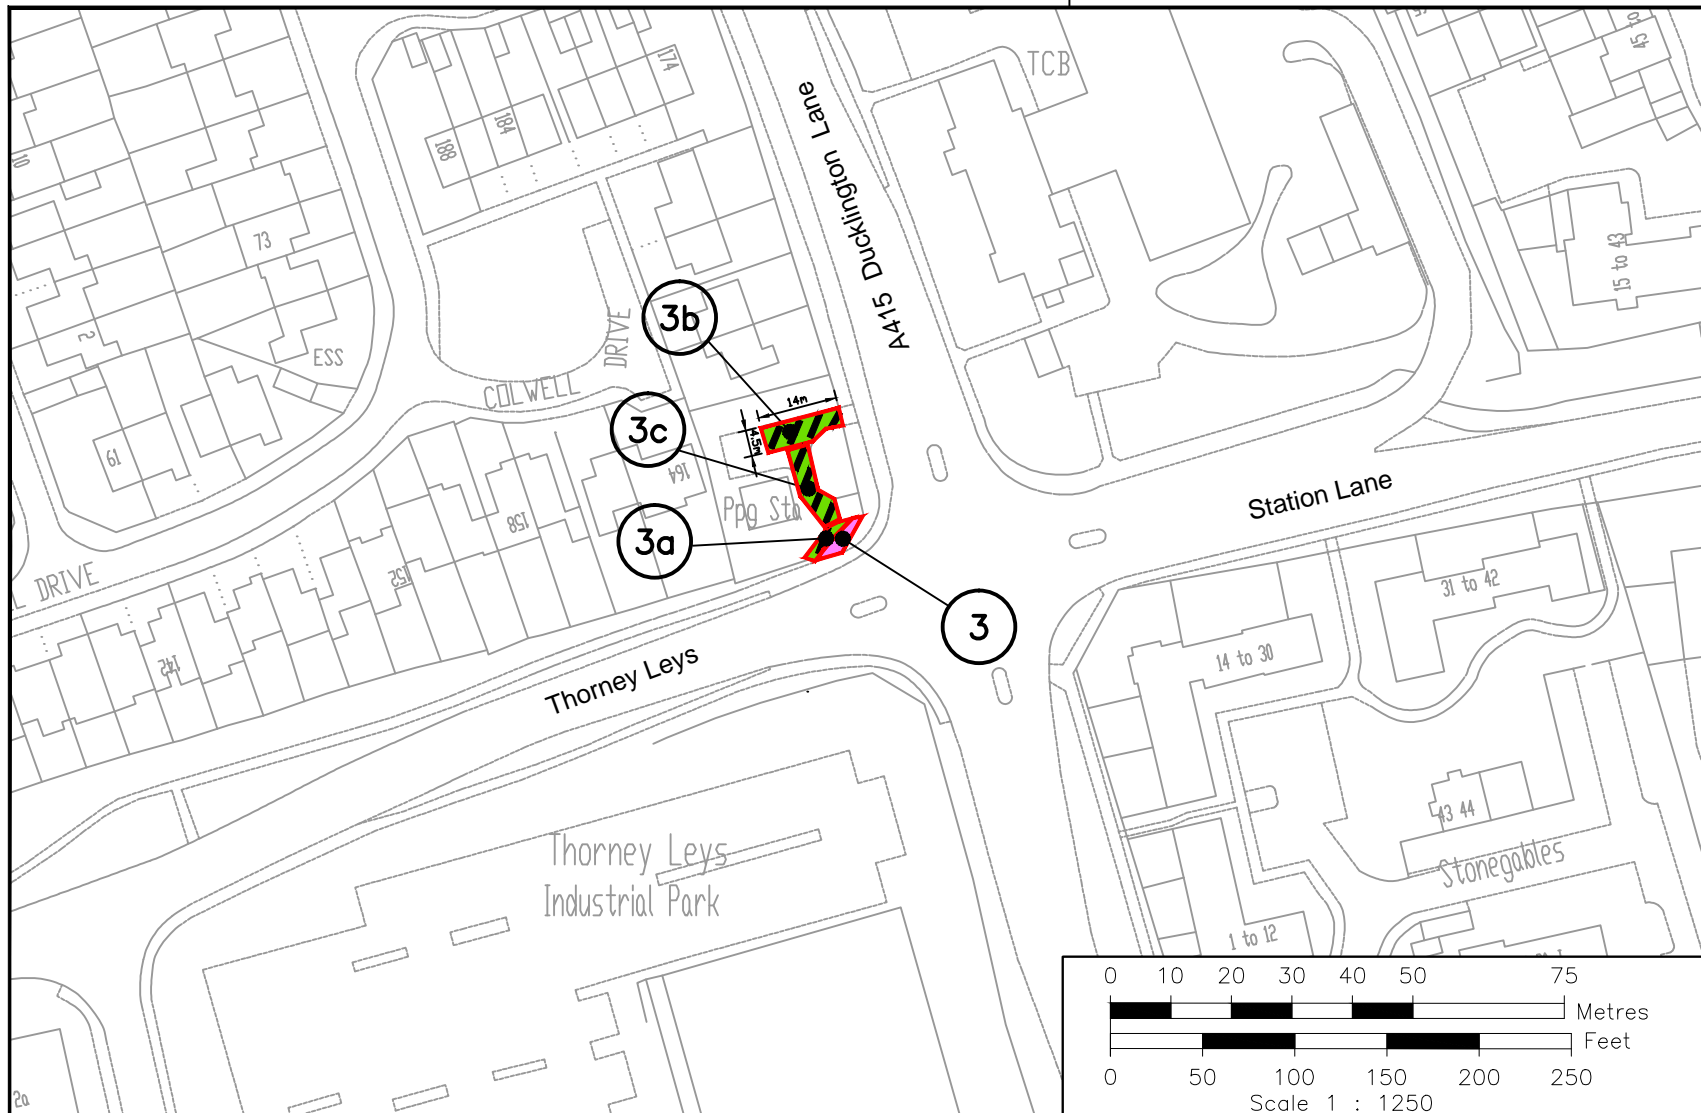 TCB
45 to
174
184
188
10
A415 Ducklington Lane
73
15 to 43
2
3b
DRIVE
ESS
COLWELL
14m
3c
4.5m
61
164
Station Lane
Ppg Sta
158
3a
DRIVE
152
31 to 42
3
14 to 30
142
Thorney Leys
43 44
Thorney Leys
Industrial Park
Stonegables
1 to 12
0 10 20 30 40 50 75
Metres
Feet
0 50 100 150 200 250
Scale 1 : 1250
2a